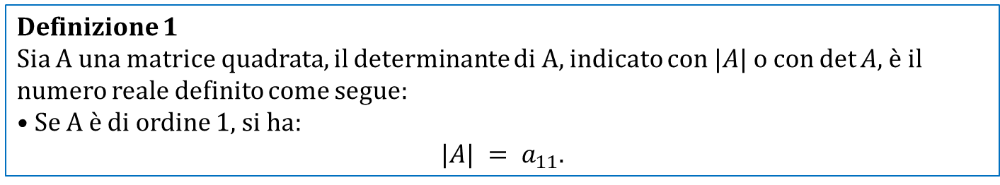 Definizione 1
Sia A una matrice quadrata, il determinante di A, indicato con |A| o con det A, è il
numero reale definito come segue:
• Se A è di ordine 1, si ha:
|A| = a₁₁.